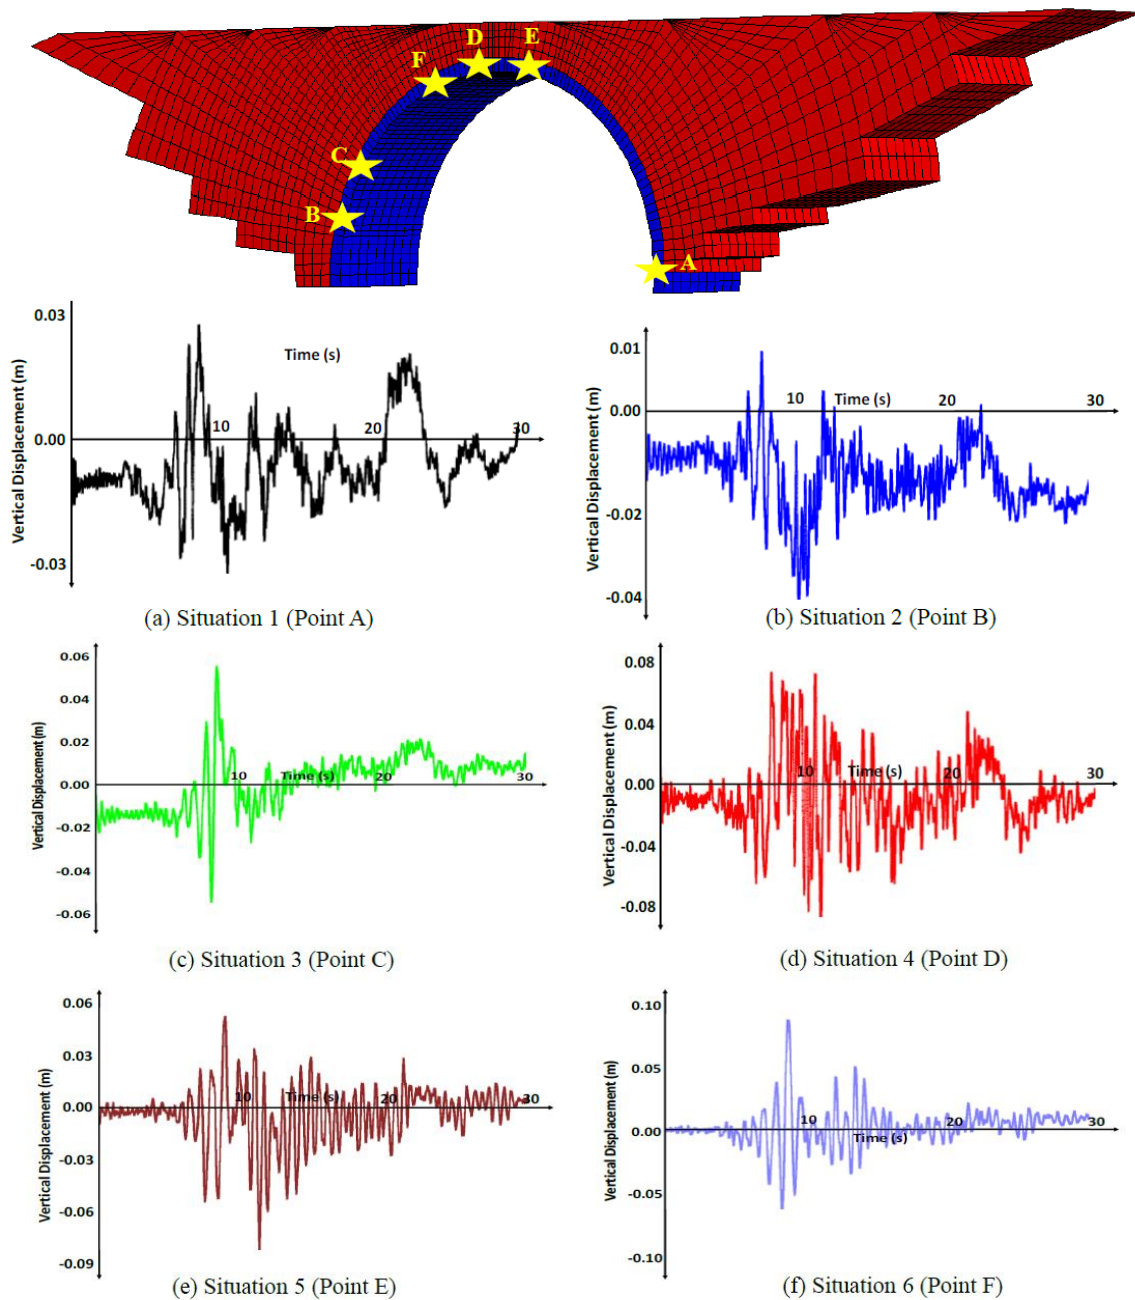 D
E
F
C
B
A
0.03
0.00
-0.03
Vertical Displacement (m)
Time (s)
10
20
30
(a) Situation 1 (Point A)
0.01
0.00
-0.02
-0.04
Vertical Displacement (m)
10
Time (s)
20
30
(b) Situation 2 (Point B)
0.06
0.04
0.02
0.00
-0.02
-0.04
-0.06
Vertical Displacement (m)
10
Time (s)
20
30
(c) Situation 3 (Point C)
0.08
0.04
0.00
-0.04
-0.08
Vertical Displacement (m)
10
Time (s)
20
30
(d) Situation 4 (Point D)
0.06
0.03
0.00
-0.03
-0.06
-0.09
Vertical Displacement (m)
10
Time (s)
20
30
(e) Situation 5 (Point E)
0.10
0.05
0.00
-0.05
-0.10
Vertical Displacement (m)
10
Time (s)
20
30
(f) Situation 6 (Point F)